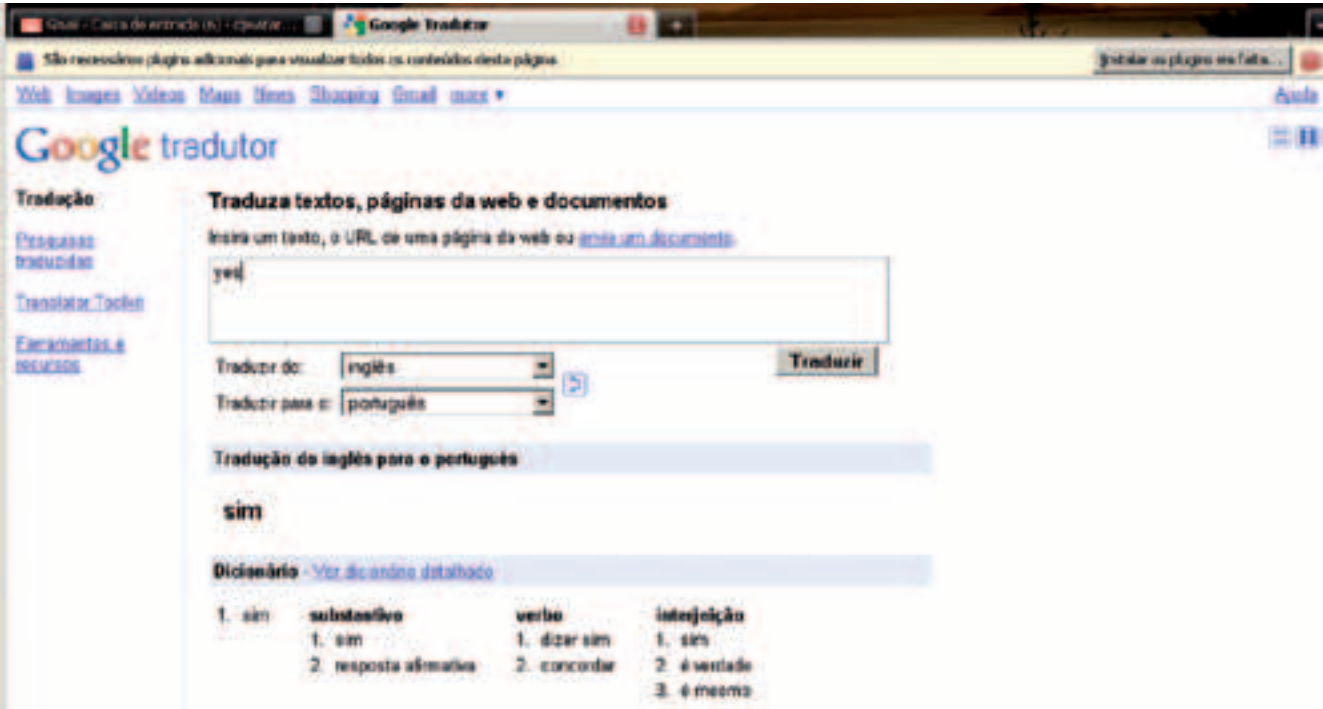 Gmail - Caixa de entrada (6) -
Google Tradutor
São necessários plugins adicionais para visualizar todos os conteúdos desta página.
Instalar os plugins em falta...
Web Images Videos Maps News Shopping Gmail more ▼
Ajuda
Google tradutor
Tradução
Pesquisas
traduzidas
Translator Toolkit
Ferramentas e
recursos
Traduza textos, páginas da web e documentos
Insira um texto, o URL de uma página da web ou envie um documento.
yes
Traduzir do: inglês
Traduzir para o: português
Traduzir
Tradução do inglês para o português
sim
Dicionário - Ver dicionário detalhado
1. sim
substantivo
1. sim
2. resposta afirmativa
verbo
1. dizer sim
2. concordar
interjeição
1. sim
2. é verdade
3. é mesmo